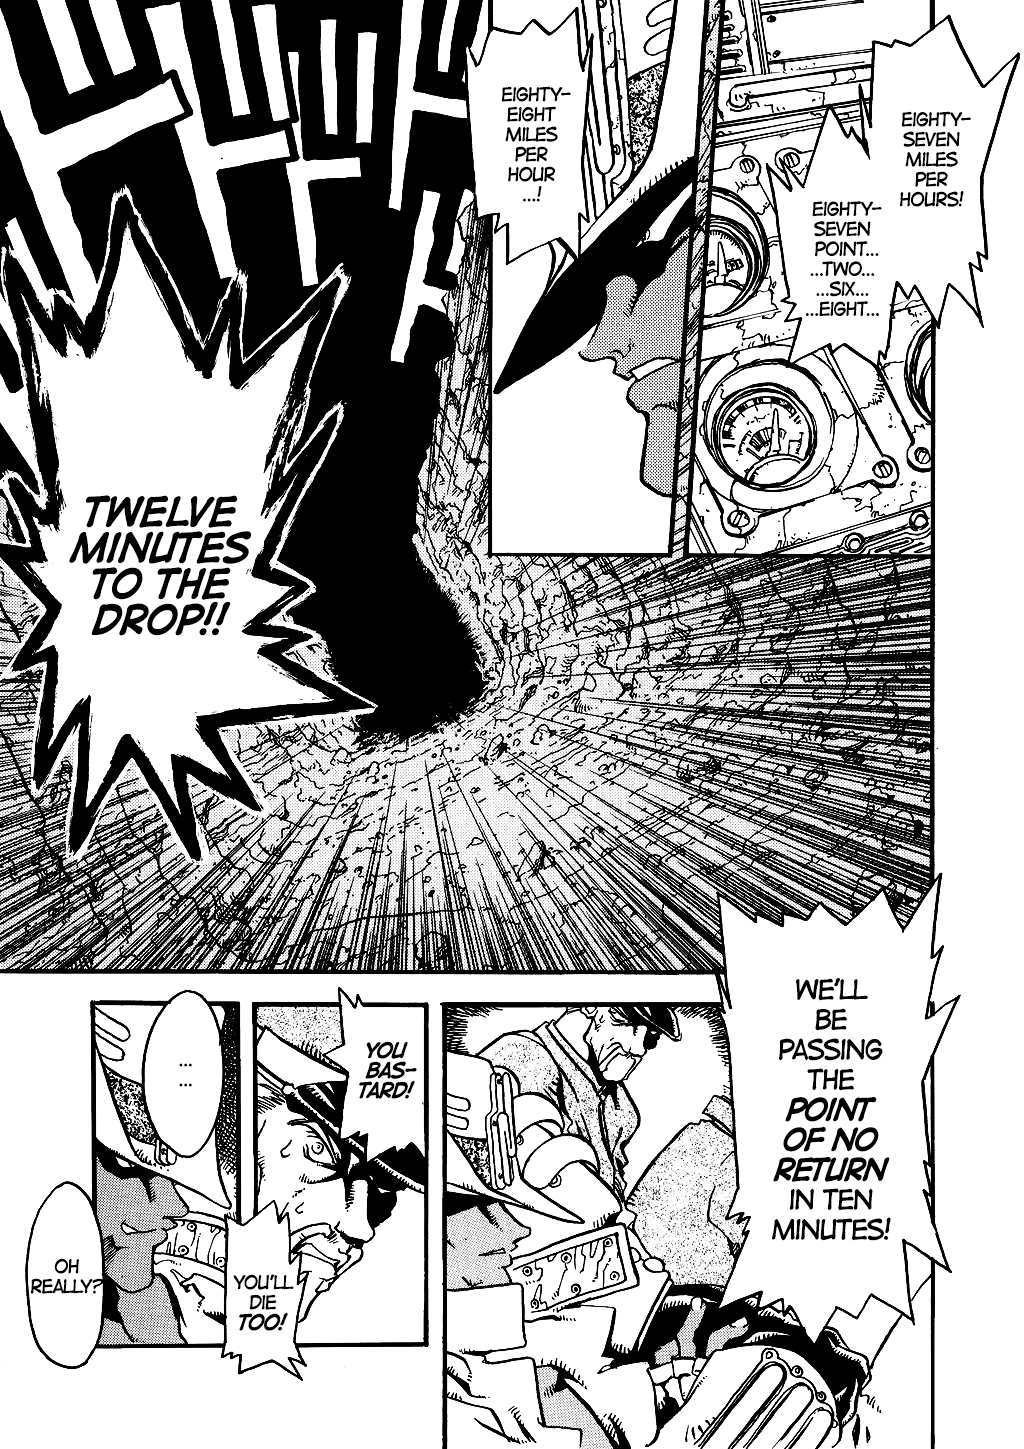 EIGHTY-
SEVEN
MILES
PER
HOURS!
EIGHTY-
SEVEN
POINT...
...TWO...
...SIX...
...EIGHT...
EIGHTY-
EIGHT
MILES
PER
HOUR
...!
TWELVE
MINUTES
TO THE
DROP!!
WE'LL
BE
PASSING
THE
POINT
OF NO
RETURN
IN TEN
MINUTES!
YOU
BAS-
TARD!
YOU'LL
DIE
TOO!
...
...
OH
REALLY?